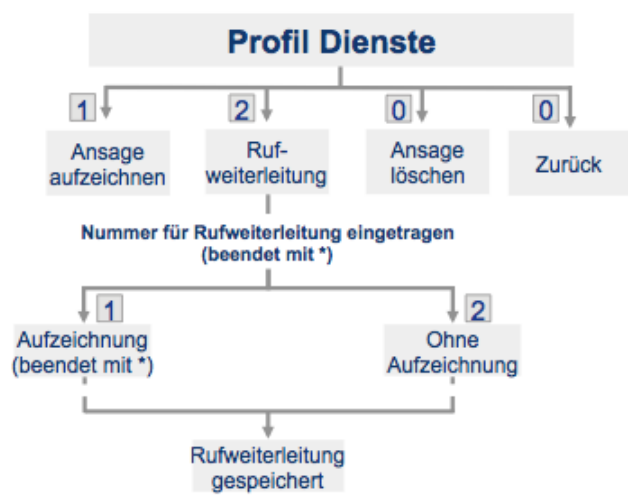 Profil Dienste
1
2
0
0
Ansage
aufzeichnen
Ruf-
weiterleitung
Ansage
löschen
Zurück
Nummer für Rufweiterleitung eingetragen
(beendet mit *)
1
2
Aufzeichnung
(beendet mit *)
Ohne
Aufzeichnung
Rufweiterleitung
gespeichert